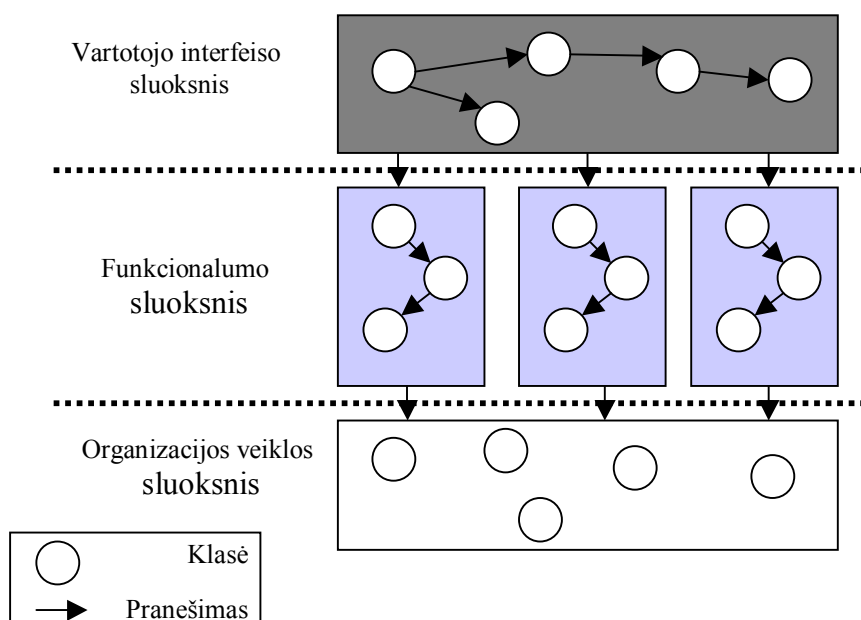 Vartotojo interfeiso
sluoksnis
Funkcionalumo
sluoksnis
Organizacijos veiklos
sluoksnis
Klasė
Pranešimas